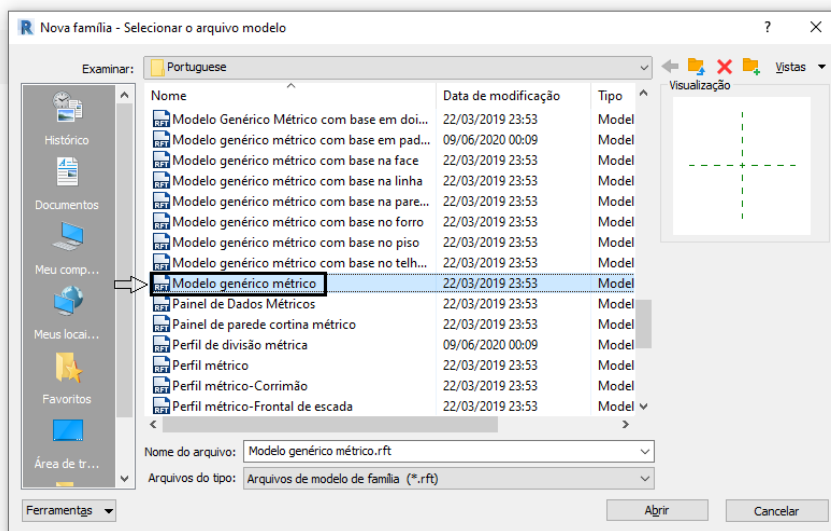 Nova família - Selecionar o arquivo modelo
Examinar: Portuguese Vistas
Nome Data de modificação Tipo
Visualização
Modelo Genérico Métrico com base em doi... 22/03/2019 23:53 Model
Modelo genérico métrico com base em pad... 09/06/2020 00:09 Model
Modelo genérico métrico com base na face 22/03/2019 23:53 Model
Modelo genérico métrico com base na linha 22/03/2019 23:53 Model
Modelo genérico métrico com base na pare... 22/03/2019 23:53 Model
Modelo genérico métrico com base no forro 22/03/2019 23:53 Model
Modelo genérico métrico com base no piso 22/03/2019 23:53 Model
Modelo genérico métrico com base no telh... 22/03/2019 23:53 Model
Modelo genérico métrico 22/03/2019 23:53 Model
Painel de Dados Métricos 22/03/2019 23:53 Model
Painel de parede cortina métrico 22/03/2019 23:53 Model
Perfil de divisão métrica 09/06/2020 00:09 Model
Perfil métrico 22/03/2019 23:53 Model
Perfil métrico-Corrimão 22/03/2019 23:53 Model
Perfil métrico-Frontal de escada 22/03/2019 23:53 Model
Histórico
Documentos
Meu comp...
Meus locai...
Favoritos
Área de tr...
Nome do arquivo: Modelo genérico métrico.rft
Arquivos do tipo: Arquivos de modelo de família (*.rft)
Ferramentas Abrir Cancelar